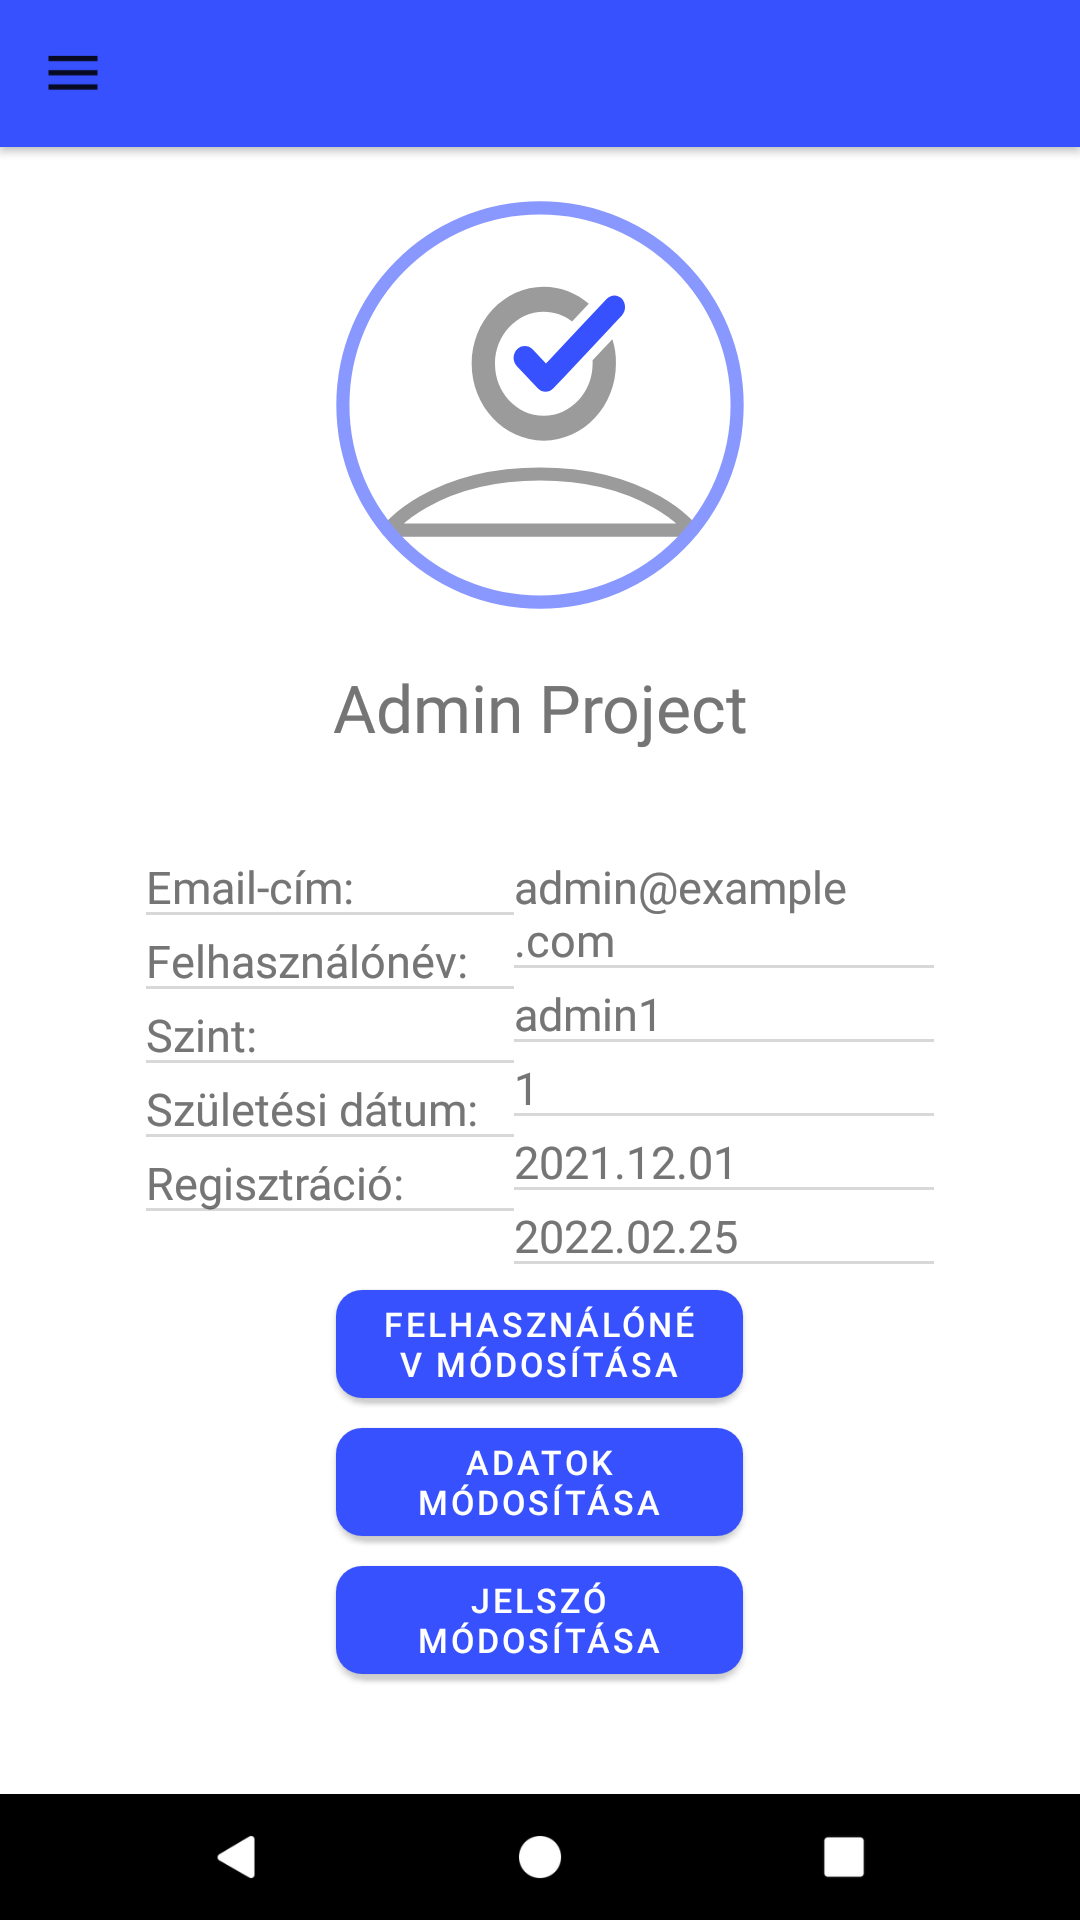 Admin Project
Email-cím:
admin@example
.com
Felhasználónév:
admin1
Szint:
1
Születési dátum:
2021.12.01
Regisztráció:
2022.02.25
FELHASZNÁLÓNÉ
V MÓDOSÍTÁSA
ADATOK
MÓDOSÍTÁSA
JELSZÓ
MÓDOSÍTÁSA